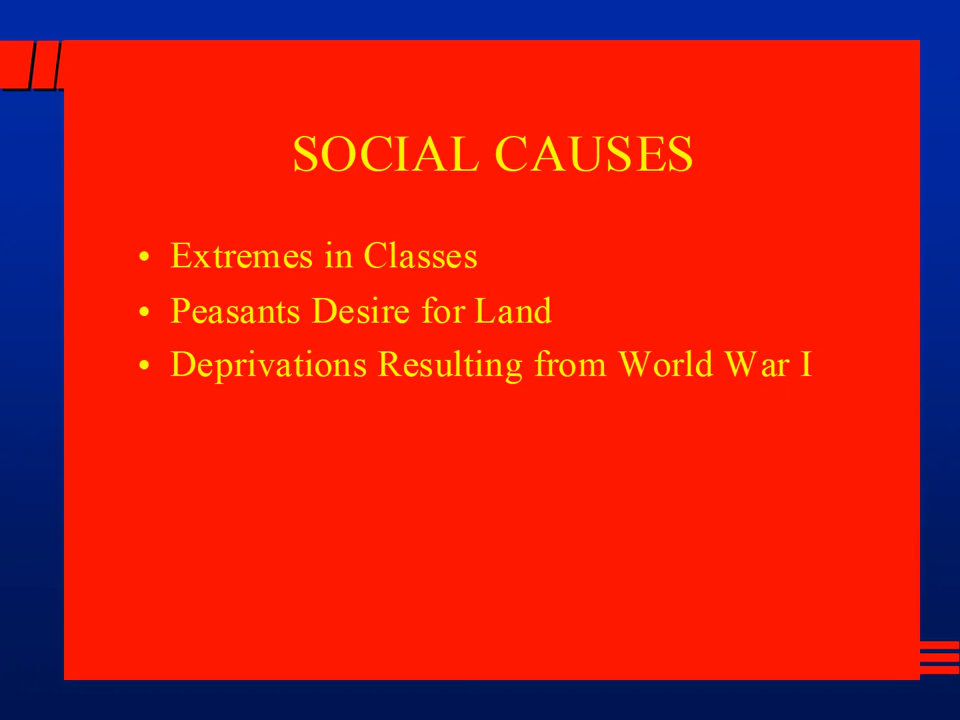 SOCIAL CAUSES
• Extremes in Classes
• Peasants Desire for Land
• Deprivations Resulting from World War I